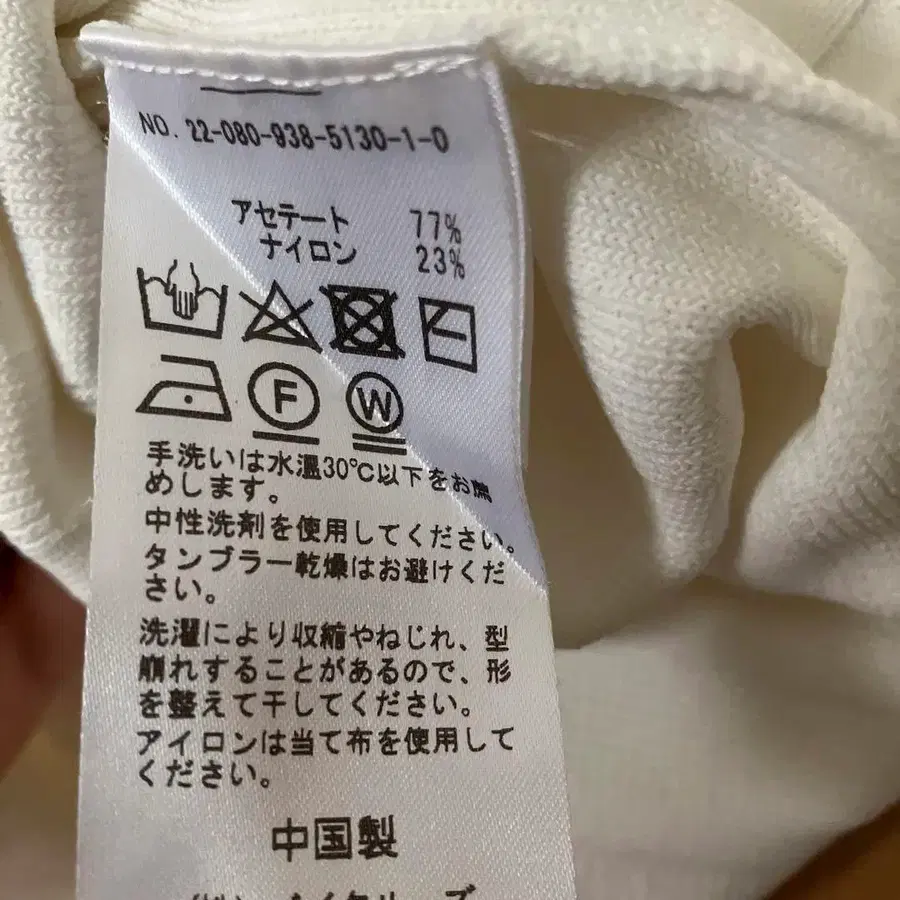 NO. 22-080-938-5130-1-0
アセテート 77%
ナイロン 23%
F W
手洗いは水温30℃以下をお薦
めします。
中性洗剤を使用してください。
タンブラー乾燥はお避けくだ
さい。
洗濯により収縮やねじれ、型
崩れすることがあるので、形
を整えて干してください。
アイロンは当て布を使用して
ください。
中国製